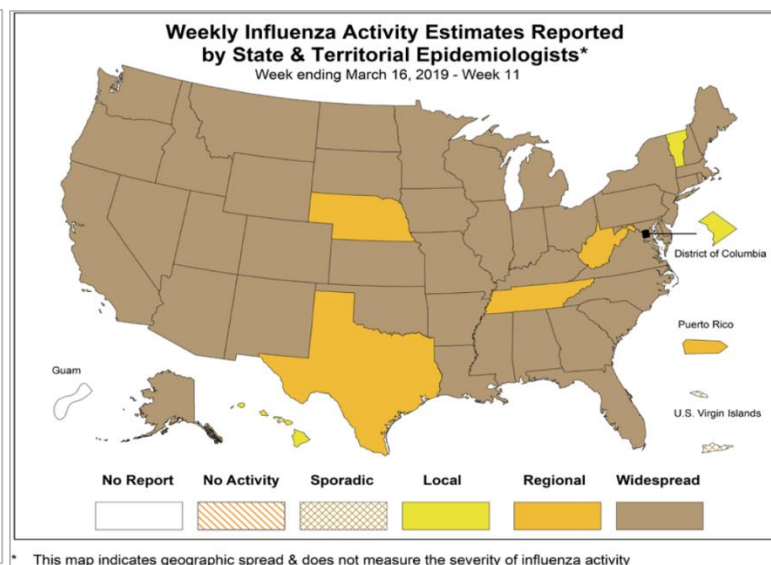 Weekly Influenza Activity Estimates Reported
by State & Territorial Epidemiologists*
Week ending March 16, 2019 - Week 11
District of Columbia
Puerto Rico
Guam
U.S. Virgin Islands
No Report No Activity Sporadic Local Regional Widespread
* This map indicates geographic spread & does not measure the severity of influenza activity